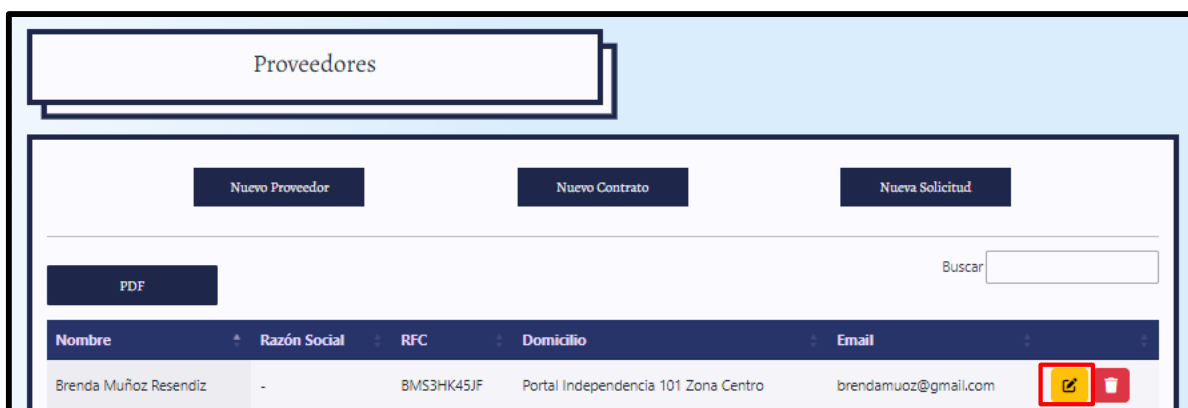 Proveedores
Nuevo Proveedor Nuevo Contrato Nueva Solicitud
Buscar
PDF
Nombre Razón Social RFC Domicilio Email
Brenda Muñoz Resendiz - BMS3HK45JF Portal Independencia 101 Zona Centro brendamuoz@gmail.com